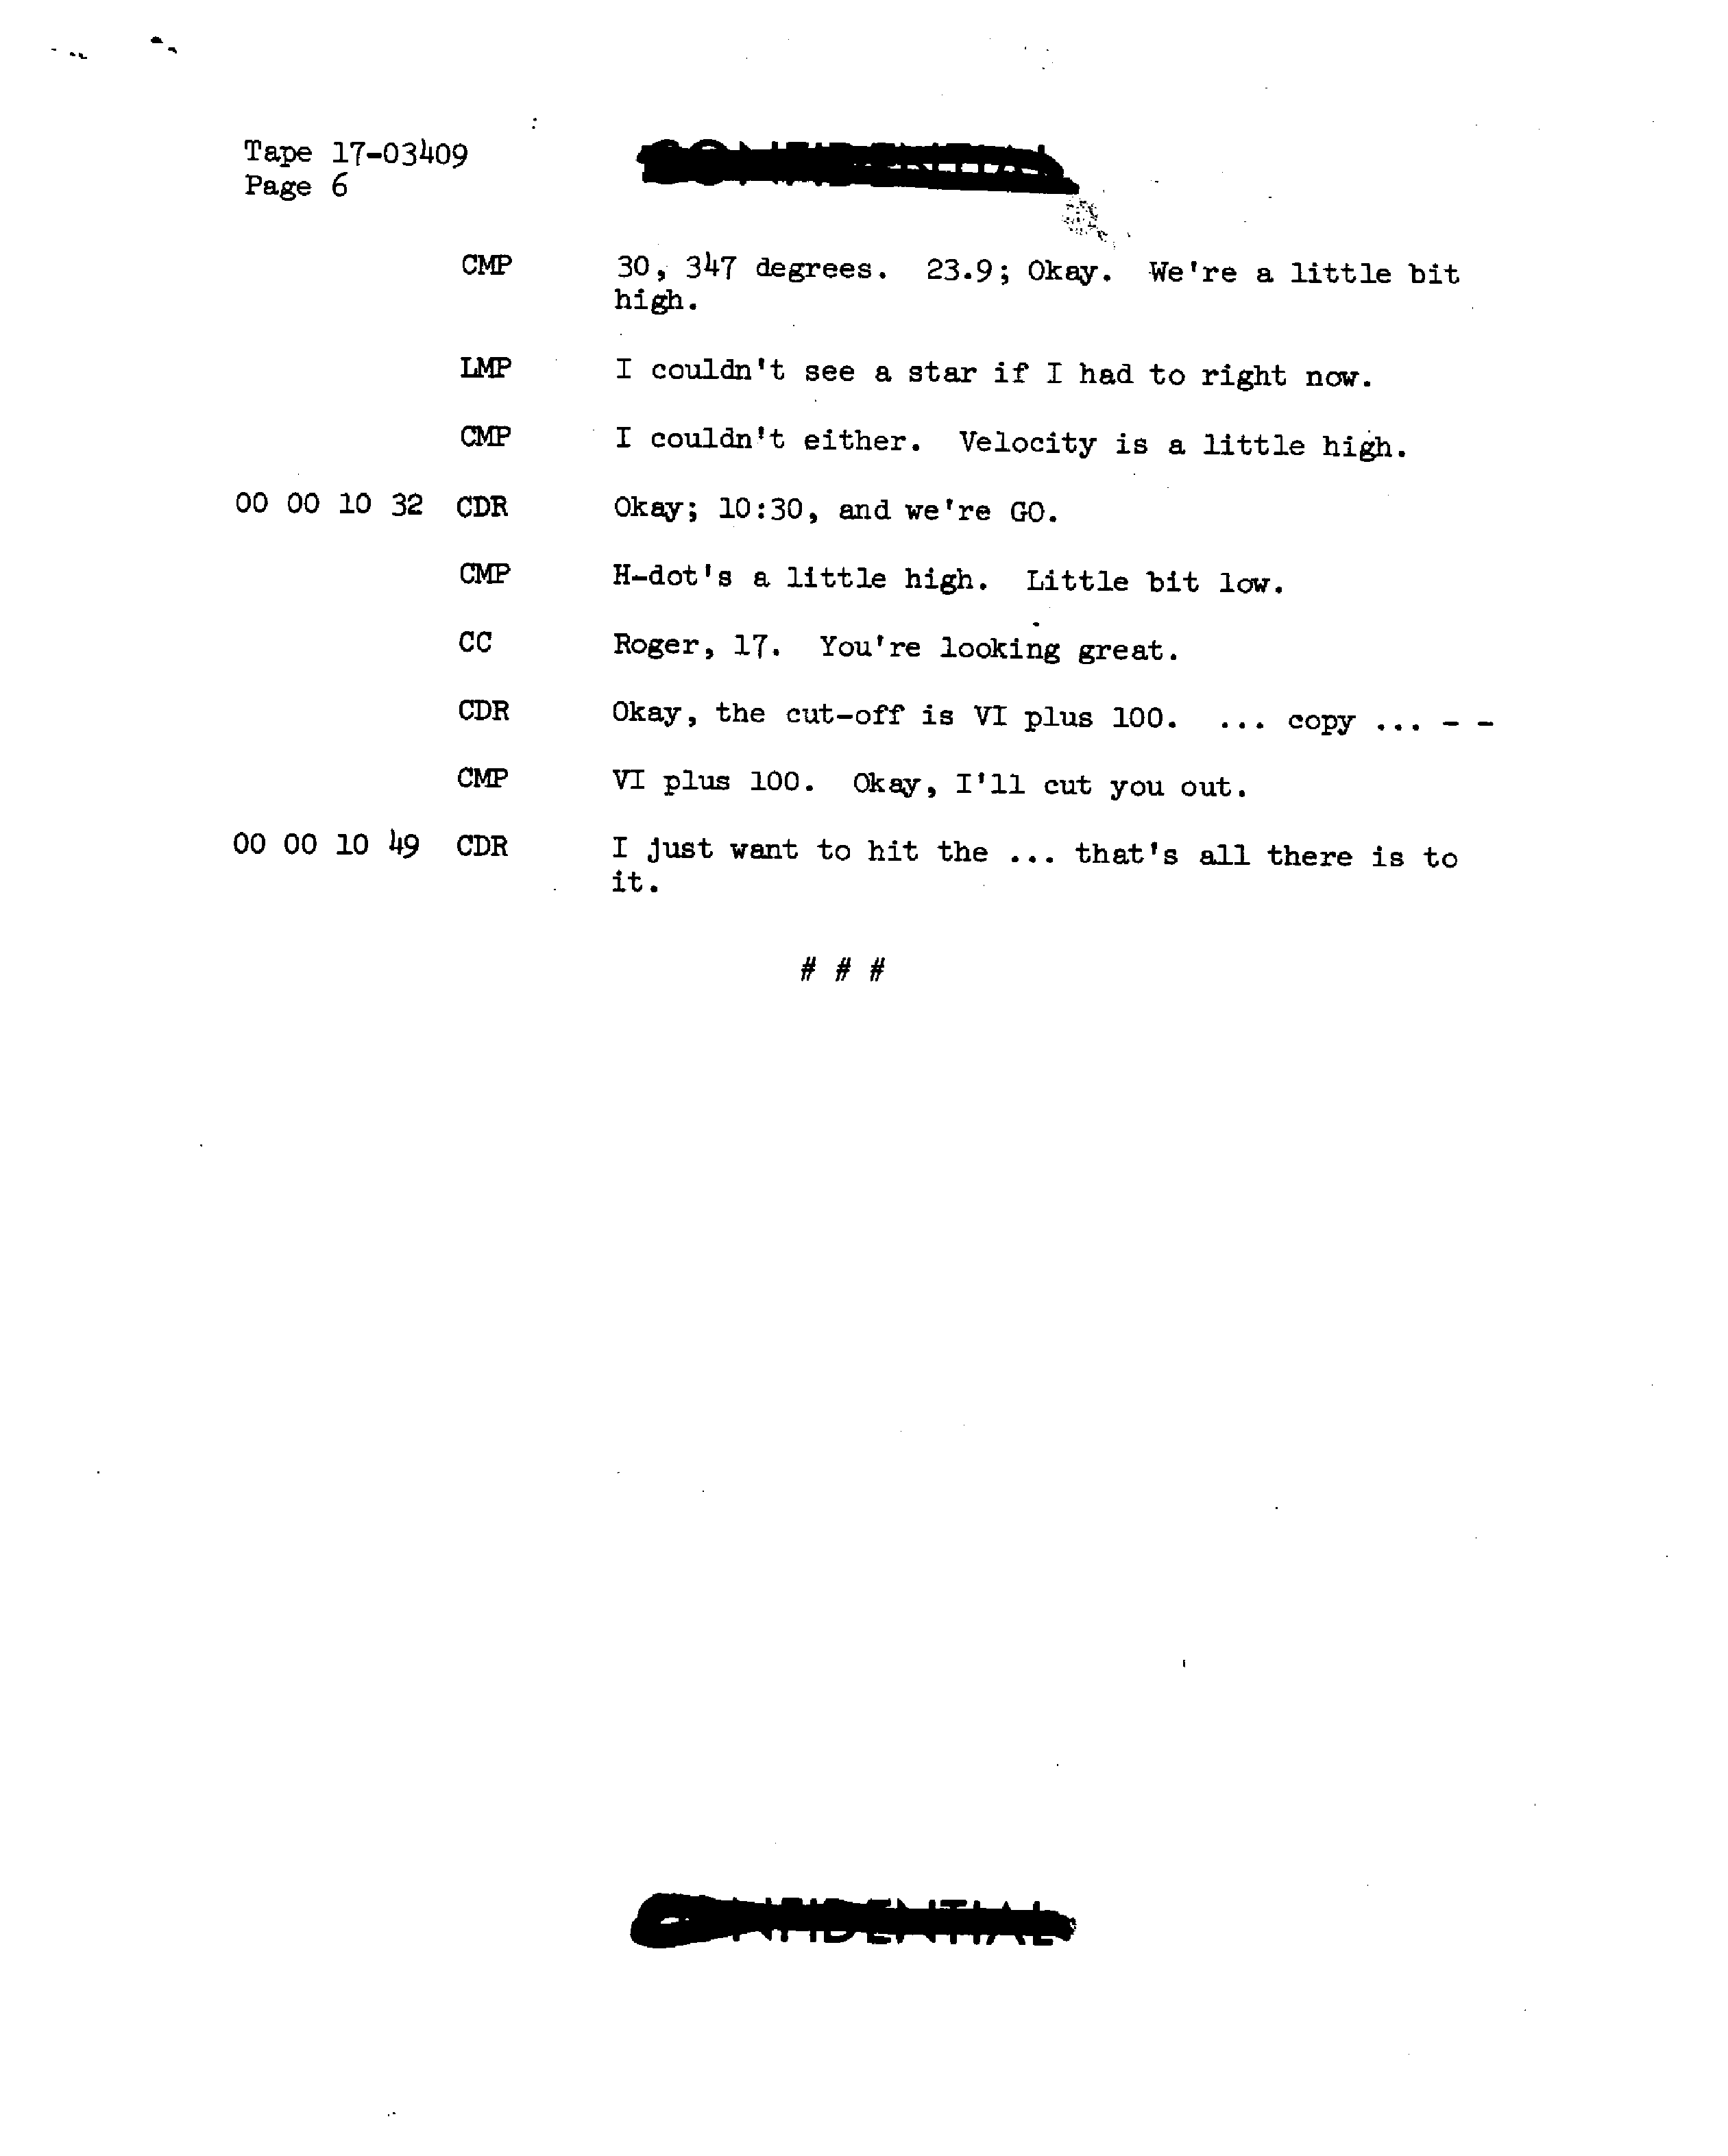 Tape 17-03409
Page 6
CONFIDENTIAL
CMP 30, 347 degrees. 23.9; Okay. We're a little bit
high.
LMP I couldn't see a star if I had to right now.
CMP I couldn't either. Velocity is a little high.
00 00 10 32 CDR Okay; 10:30, and we're GO.
CMP H-dot's a little high. Little bit low.
CC Roger, 17. You're looking great.
CDR Okay, the cut-off is VI plus 100. ... copy ... - -
CMP VI plus 100. Okay, I'll cut you out.
00 00 10 49 CDR I just want to hit the ... that's all there is to
it.
# # #
CONFIDENTIAL